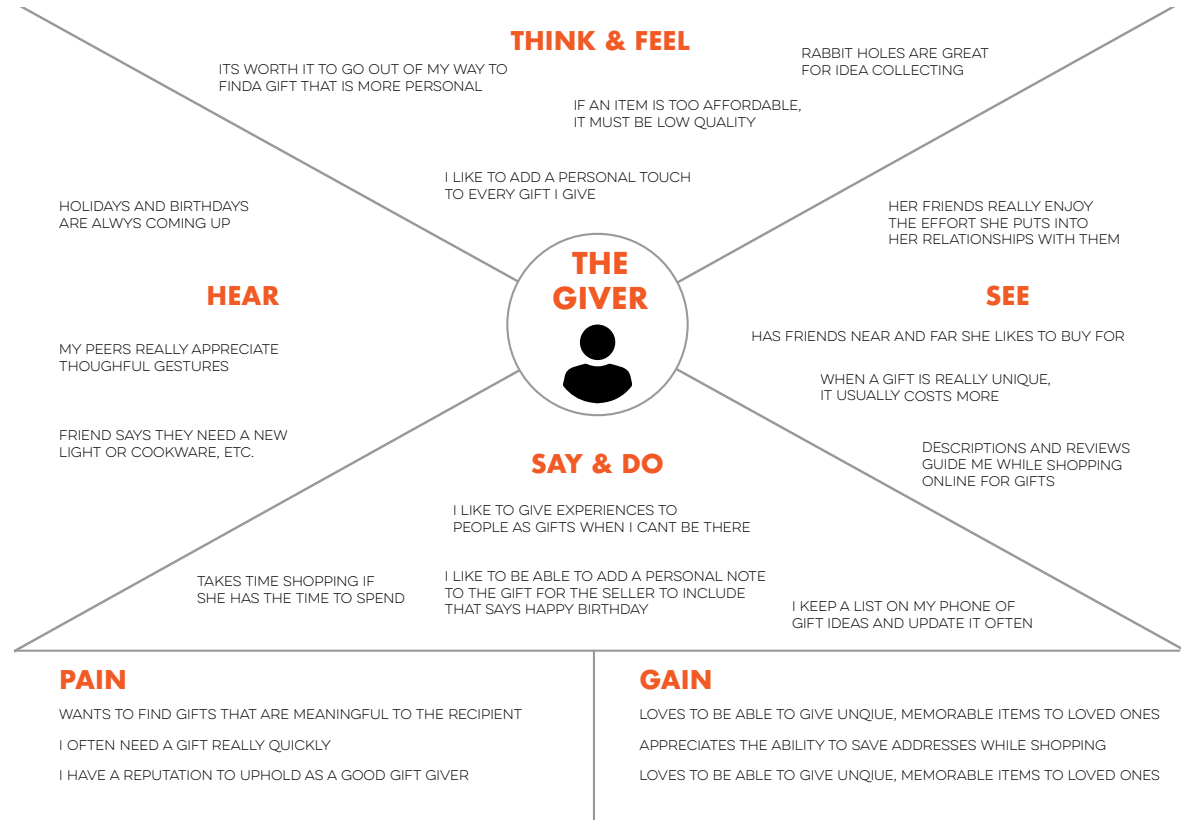 THINK & FEEL
ITS WORTH IT TO GO OUT OF MY WAY TO
FINDA GIFT THAT IS MORE PERSONAL
RABBIT HOLES ARE GREAT
FOR IDEA COLLECTING
IF AN ITEM IS TOO AFFORDABLE,
IT MUST BE LOW QUALITY
I LIKE TO ADD A PERSONAL TOUCH
TO EVERY GIFT I GIVE
HOLIDAYS AND BIRTHDAYS
ARE ALWYS COMING UP
HEAR
MY PEERS REALLY APPRECIATE
THOUGHFUL GESTURES
FRIEND SAYS THEY NEED A NEW
LIGHT OR COOKWARE, ETC.
THE
GIVER
HER FRIENDS REALLY ENJOY
THE EFFORT SHE PUTS INTO
HER RELATIONSHIPS WITH THEM
SEE
HAS FRIENDS NEAR AND FAR SHE LIKES TO BUY FOR
WHEN A GIFT IS REALLY UNIQUE,
IT USUALLY COSTS MORE
DESCRIPTIONS AND REVIEWS
GUIDE ME WHILE SHOPPING
ONLINE FOR GIFTS
SAY & DO
I LIKE TO GIVE EXPERIENCES TO
PEOPLE AS GIFTS WHEN I CANT BE THERE
TAKES TIME SHOPPING IF
SHE HAS THE TIME TO SPEND
I LIKE TO BE ABLE TO ADD A PERSONAL NOTE
TO THE GIFT FOR THE SELLER TO INCLUDE
THAT SAYS HAPPY BIRTHDAY
I KEEP A LIST ON MY PHONE OF
GIFT IDEAS AND UPDATE IT OFTEN
PAIN
WANTS TO FIND GIFTS THAT ARE MEANINGFUL TO THE RECIPIENT
I OFTEN NEED A GIFT REALLY QUICKLY
I HAVE A REPUTATION TO UPHOLD AS A GOOD GIFT GIVER
GAIN
LOVES TO BE ABLE TO GIVE UNQIUE, MEMORABLE ITEMS TO LOVED ONES
APPRECIATES THE ABILITY TO SAVE ADDRESSES WHILE SHOPPING
LOVES TO BE ABLE TO GIVE UNQIUE, MEMORABLE ITEMS TO LOVED ONES